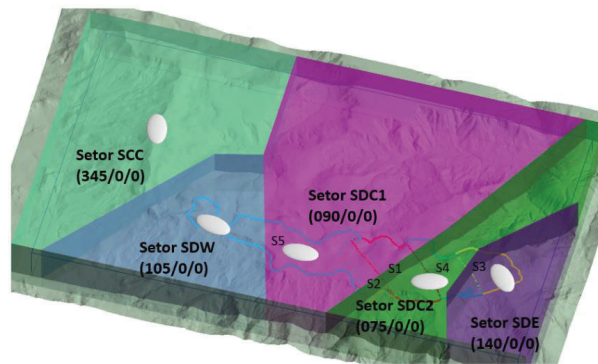 Setor SCC
(345/0/0)
Setor SDC1
(090/0/0)
Setor SDW
(105/0/0)
S5
S1
S4
S3
S2
Setor SDC2
(075/0/0)
Setor SDE
(140/0/0)